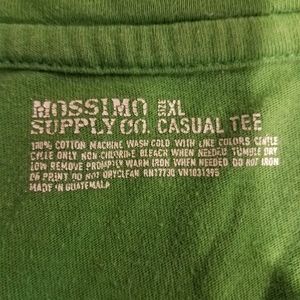 MOSSIMO SIZE XL
SUPPLY CO. CASUAL TEE
100% COTTON MACHINE WASH COLD WITH LIKE COLORS GENTLE
CYCLE ONLY NON-CHLORINE BLEACH WHEN NEEDED TUMBLE DRY
LOW REMOVE PROMPTLY WARM IRON WHEN NEEDED DO NOT IRON
ON PRINT DO NOT DRYCLEAN RN17730 VN1031395
MADE IN GUATEMALA